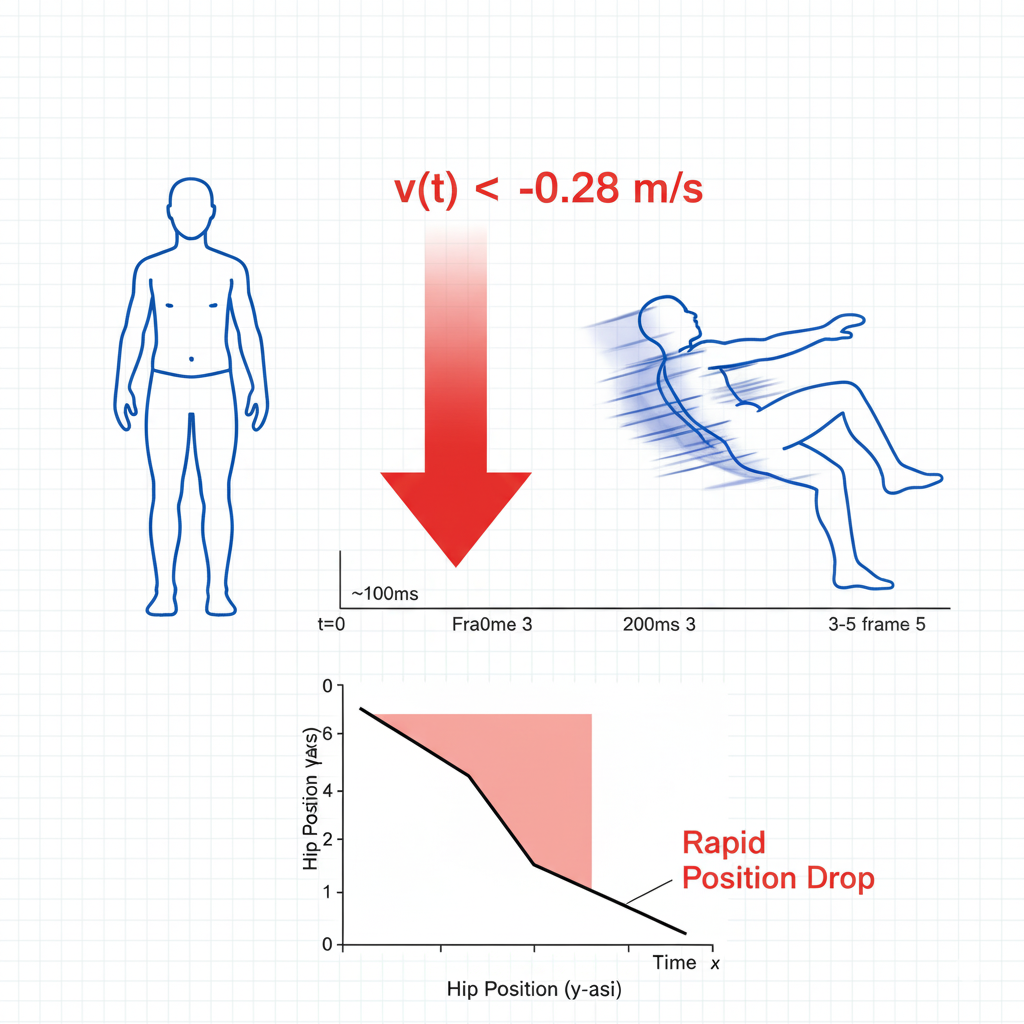 v(t) < -0.28 m/s
~100ms
t=0
Fra0me 3
200ms 3
3-5 frame 5
0
6
4
2
1
0
Hip Position
Rapid
Position Drop
Time x
Hip Position (y-asi)